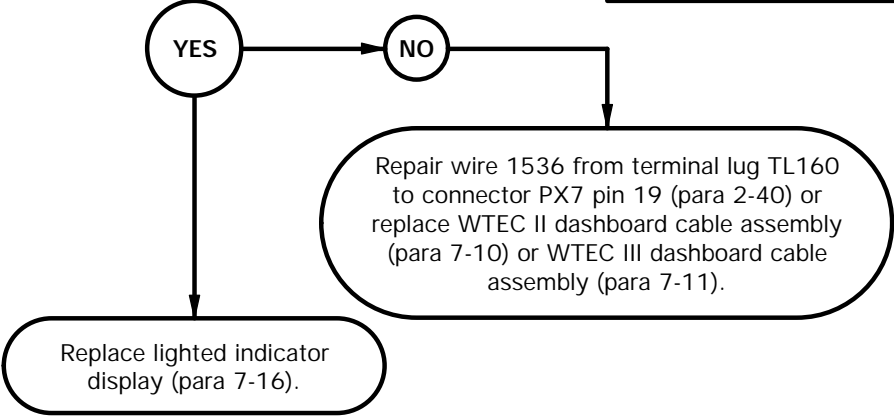 YES
NO
Repair wire 1536 from terminal lug TL160
to connector PX7 pin 19 (para 2-40) or
replace WTEC II dashboard cable assembly
(para 7-10) or WTEC III dashboard cable
assembly (para 7-11).
Replace lighted indicator
display (para 7-16).